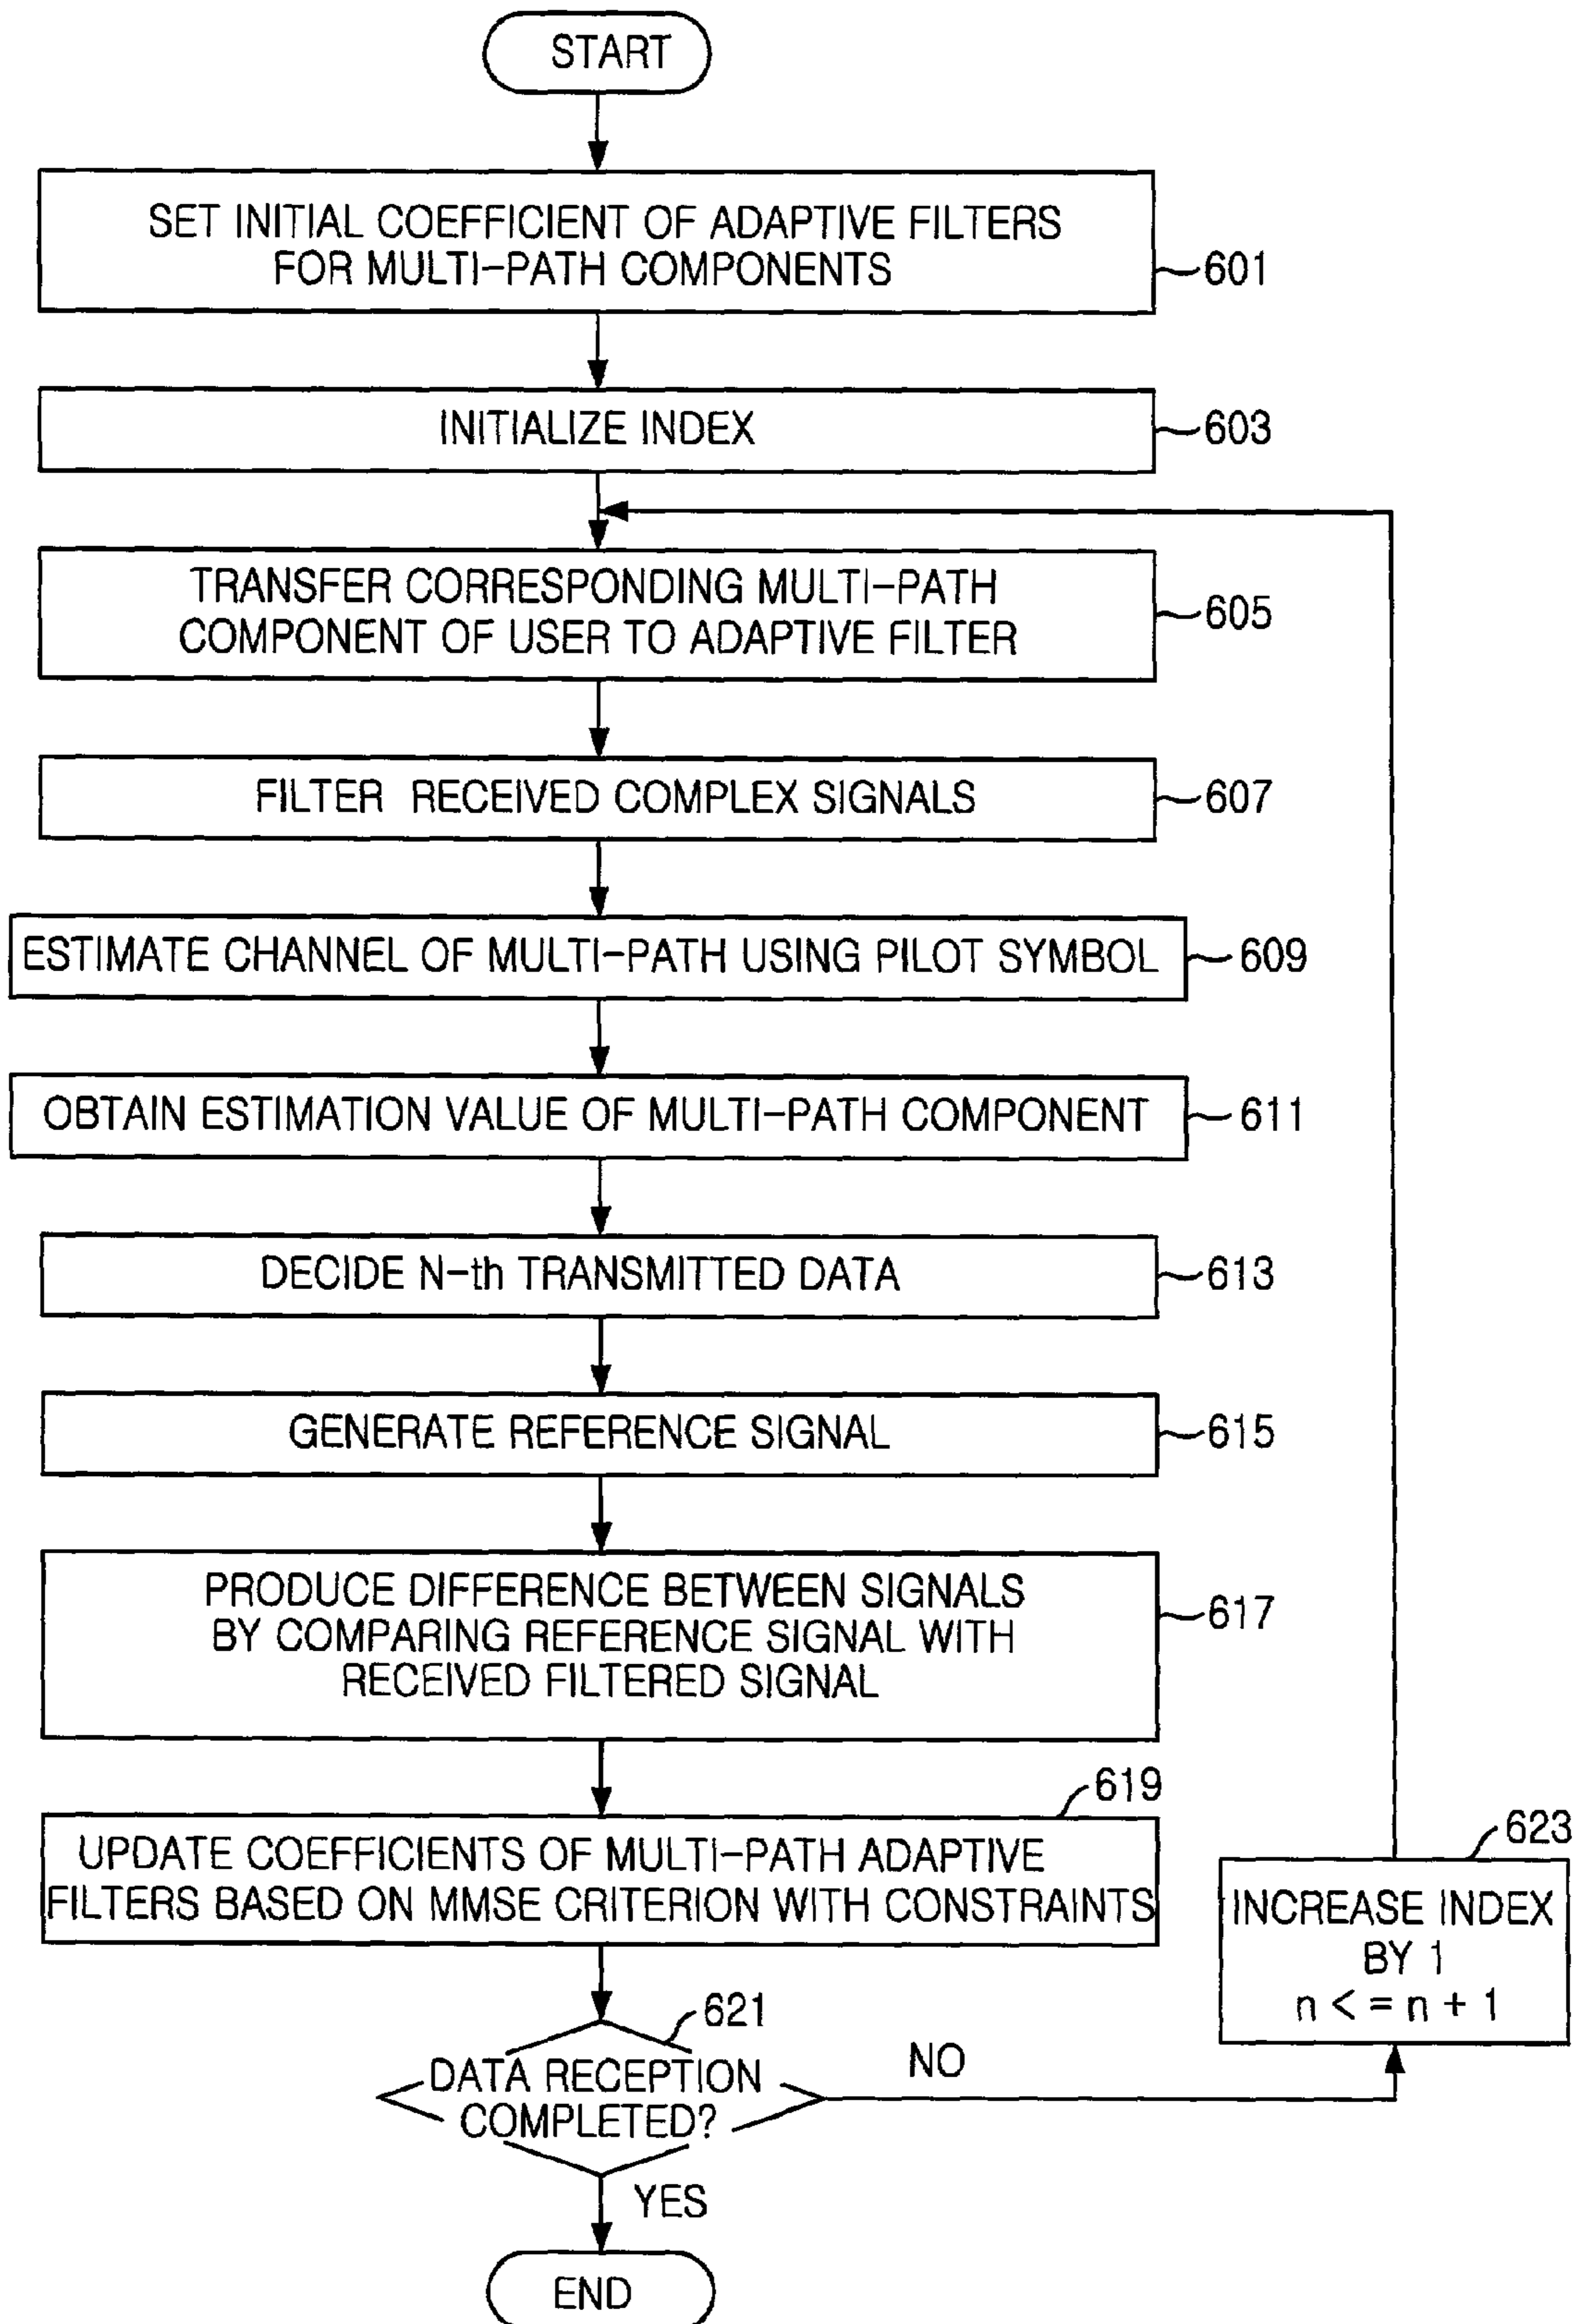 START
SET INITIAL COEFFICIENT OF ADAPTIVE FILTERS
FOR MULTI-PATH COMPONENTS
601
INITIALIZE INDEX
603
TRANSFER CORRESPONDING MULTI-PATH
COMPONENT OF USER TO ADAPTIVE FILTER
605
FILTER RECEIVED COMPLEX SIGNALS
607
ESTIMATE CHANNEL OF MULTI-PATH USING PILOT SYMBOL
609
OBTAIN ESTIMATION VALUE OF MULTI-PATH COMPONENT
611
DECIDE N-th TRANSMITTED DATA
613
GENERATE REFERENCE SIGNAL
615
PRODUCE DIFFERENCE BETWEEN SIGNALS
BY COMPARING REFERENCE SIGNAL WITH
RECEIVED FILTERED SIGNAL
617
619
UPDATE COEFFICIENTS OF MULTI-PATH ADAPTIVE
FILTERS BASED ON MMSE CRITERION WITH CONSTRAINTS
623
INCREASE INDEX
BY 1
n < = n + 1
621
DATA RECEPTION
COMPLETED?
NO
YES
END